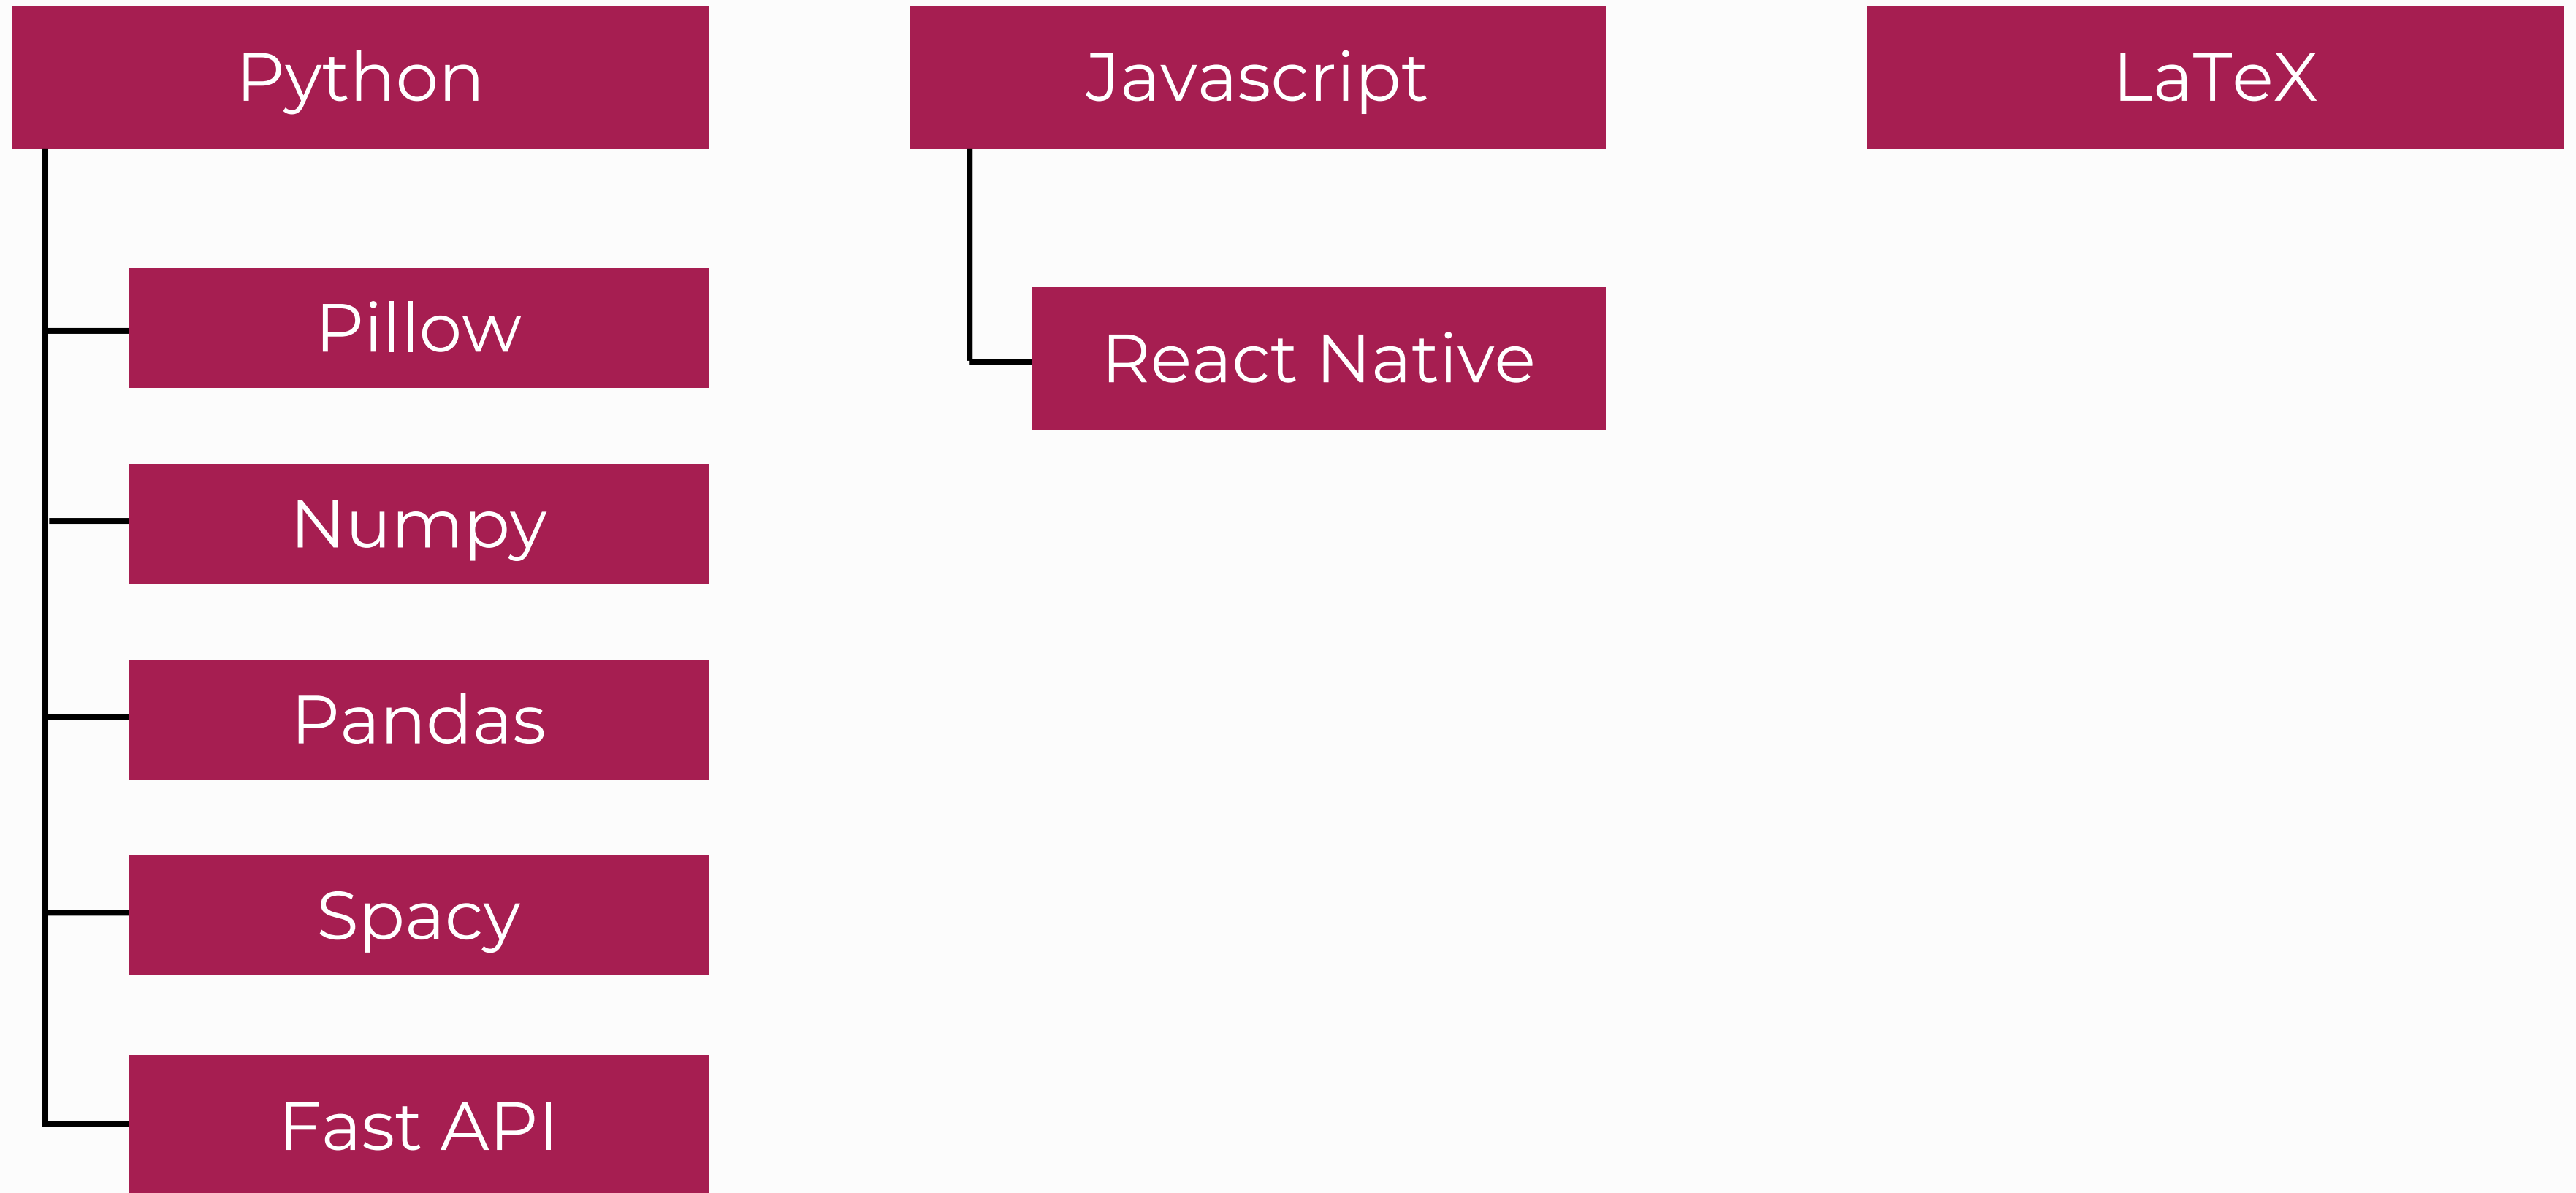 Python
Pillow
Numpy
Pandas
Spacy
Fast API
Javascript
React Native
LaTeX